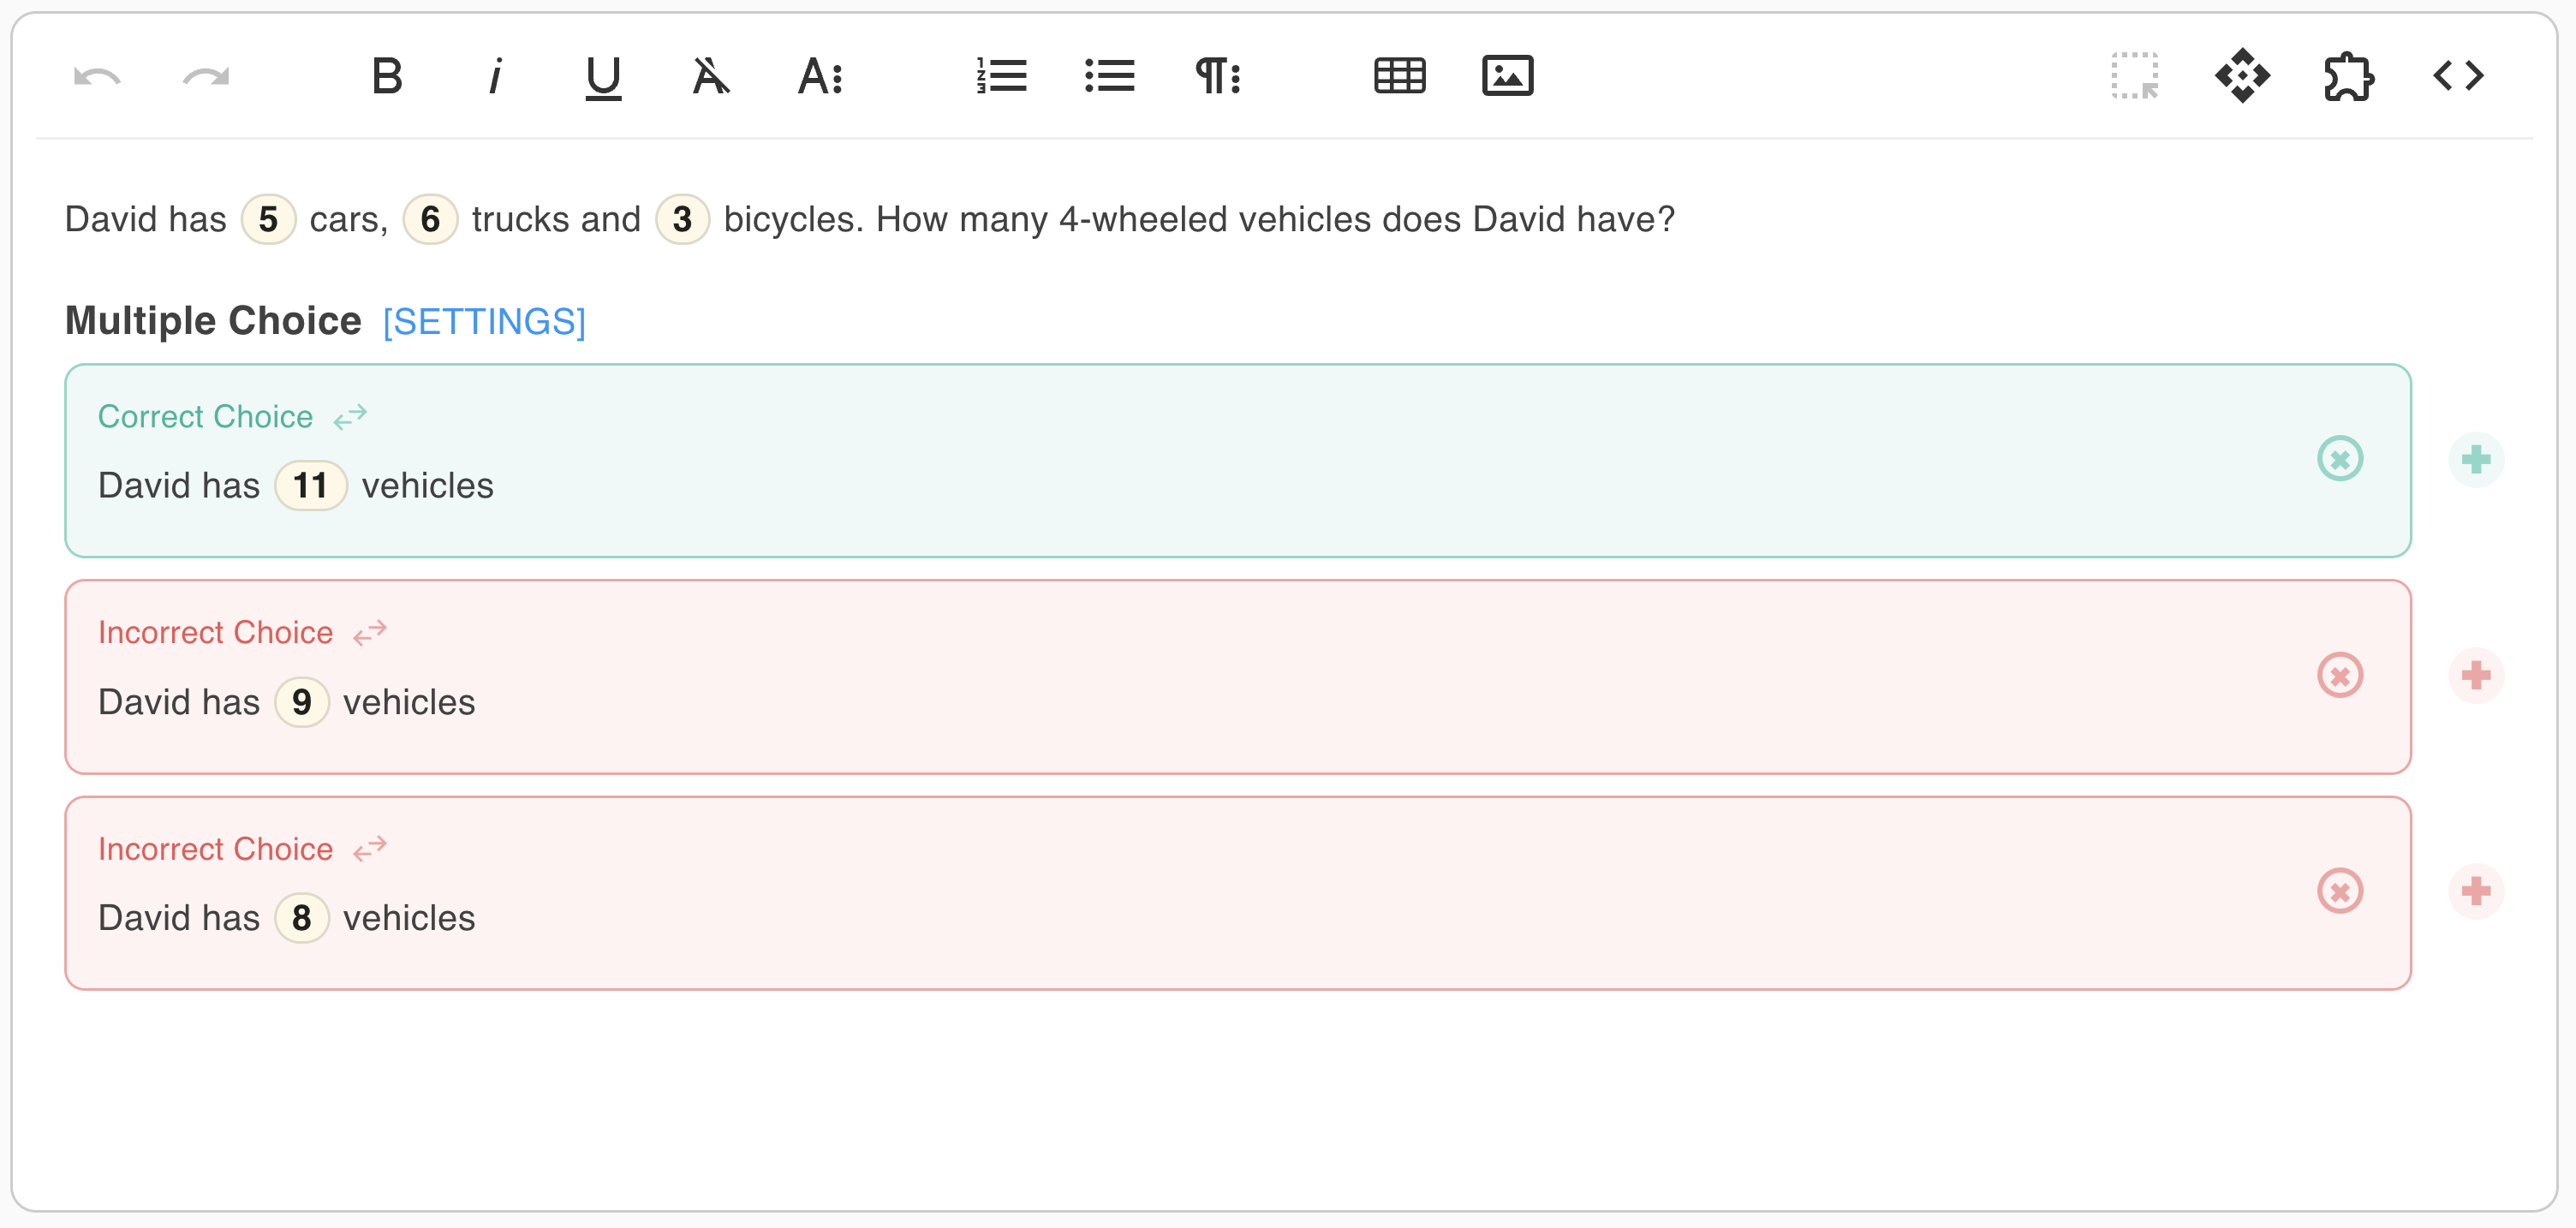 David has 5 cars, 6 trucks and 3 bicycles. How many 4-wheeled vehicles does David have?
Multiple Choice [SETTINGS]
Correct Choice
David has 11 vehicles
Incorrect Choice
David has 9 vehicles
Incorrect Choice
David has 8 vehicles